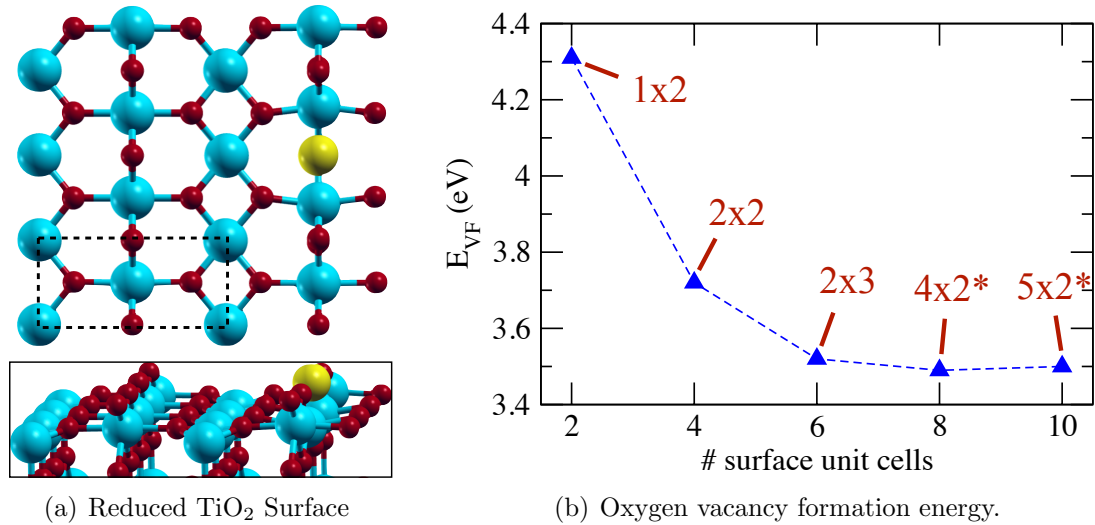 4.4
4.2
4
3.8
3.6
3.4
E_VF (eV)
1x2
2x2
2x3
4x2*
5x2*
2 4 6 8 10
# surface unit cells
(a) Reduced TiO₂ Surface
(b) Oxygen vacancy formation energy.